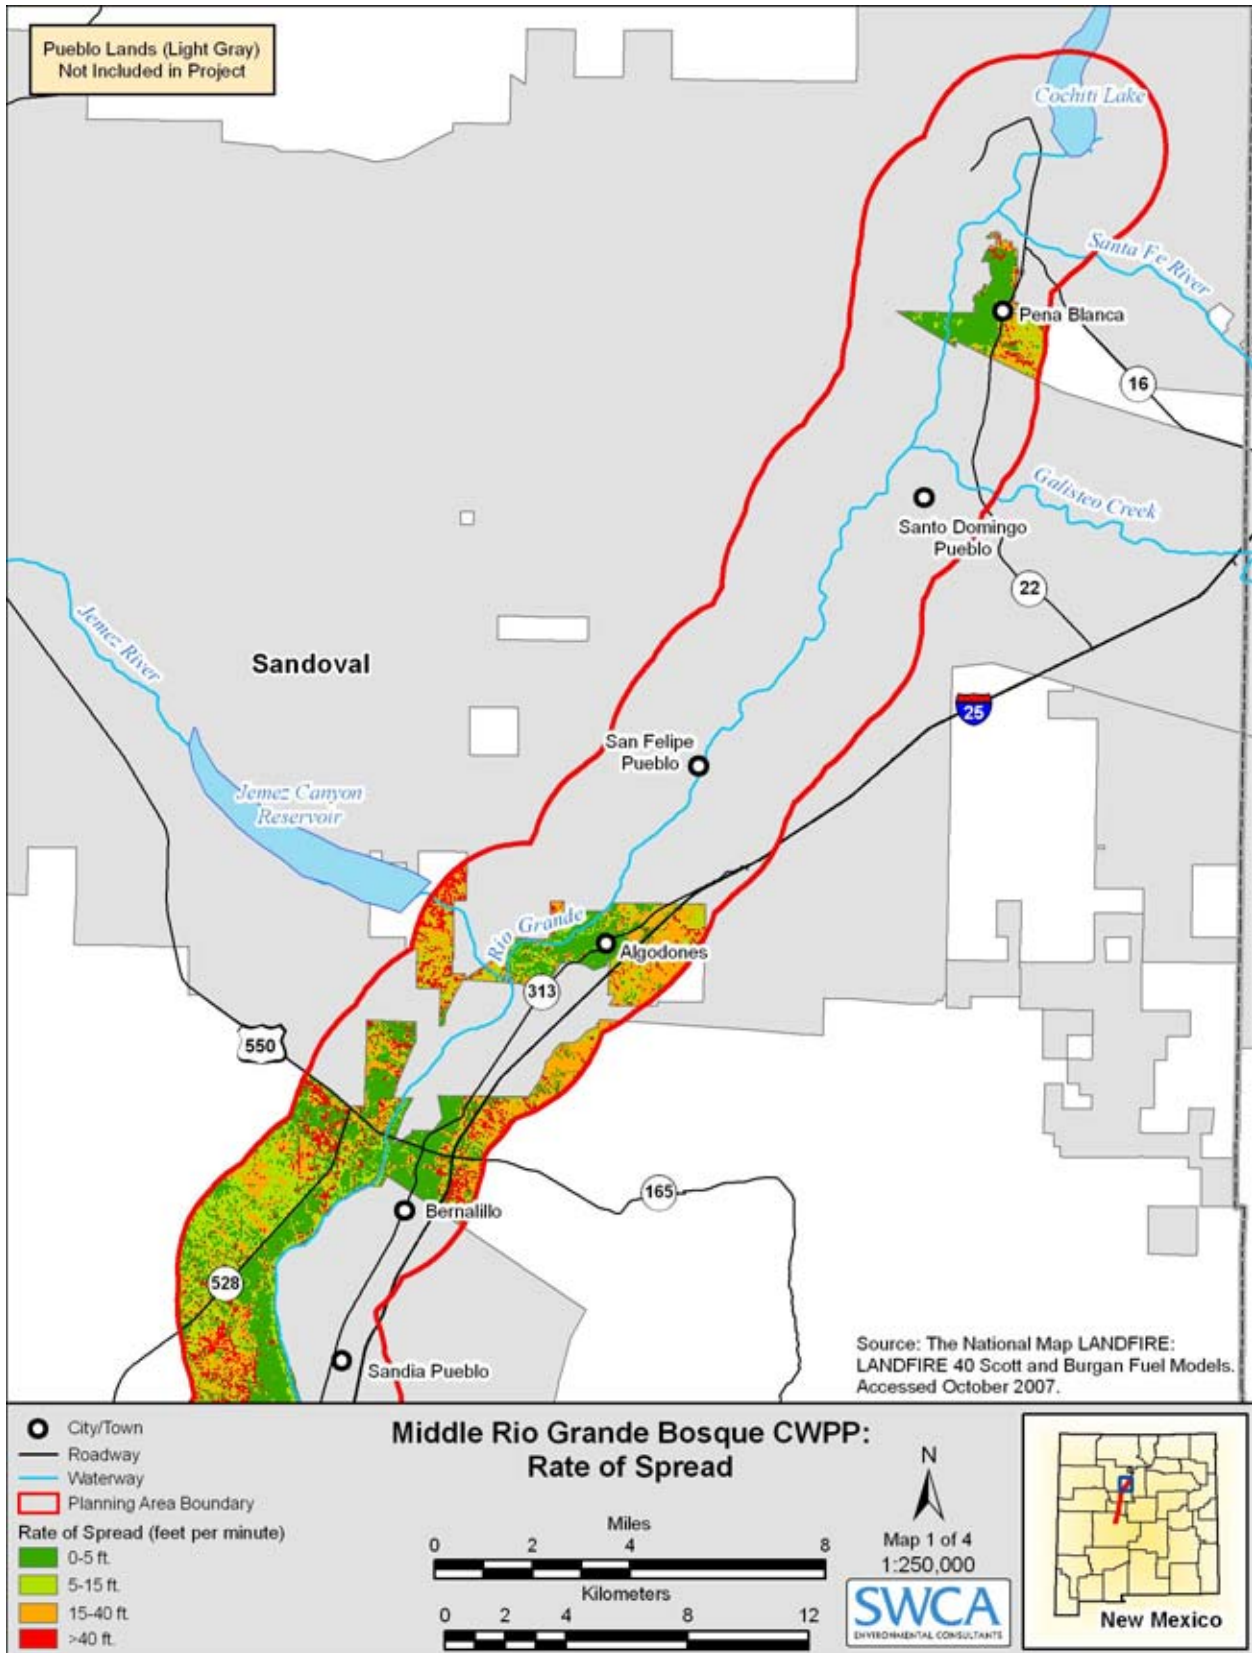 Pueblo Lands (Light Gray)
Not Included in Project
Cochiti Lake
Santa Fe River
Pena Blanca
16
Galisteo Creek
Santo Domingo
Pueblo
22
Jemez River
Sandoval
25
San Felipe
Pueblo
Jemez Canyon
Reservoir
Rio Grande
Algodones
313
550
165
Bernalillo
528
Sandia Pueblo
Source: The National Map LANDFIRE:
LANDFIRE 40 Scott and Burgan Fuel Models.
Accessed October 2007.
City/Town
Roadway
Waterway
Planning Area Boundary
Rate of Spread (feet per minute)
0-5 ft.
5-15 ft.
15-40 ft.
>40 ft.
Middle Rio Grande Bosque CWPP:
Rate of Spread
Miles
0 2 4 8
Kilometers
0 2 4 8 12
N
Map 1 of 4
1:250,000
SWCA
ENVIRONMENTAL CONSULTANTS
New Mexico